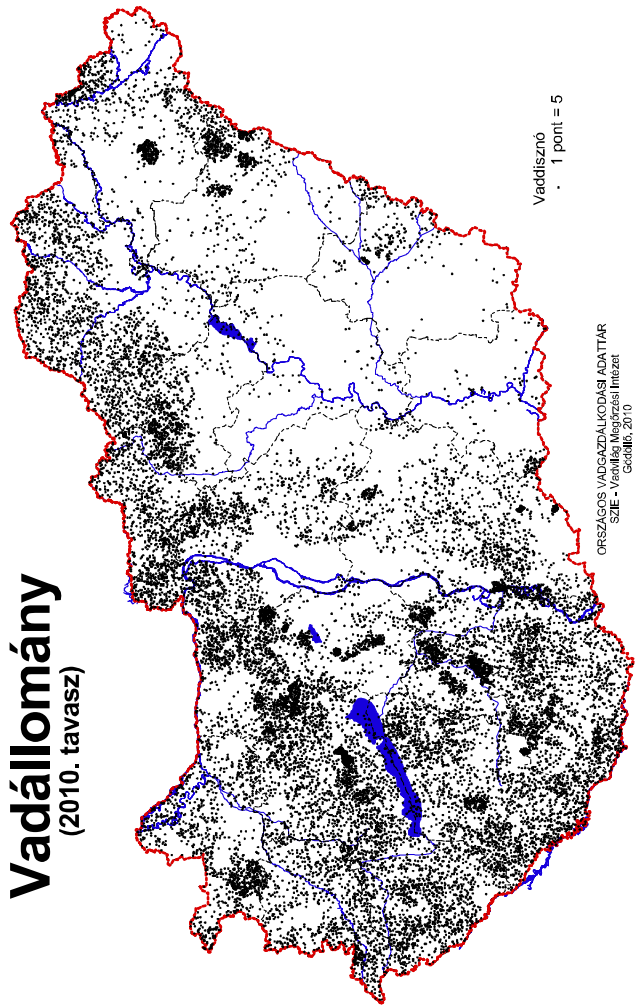 Vadállomány
(2010. tavasz)
Vaddisznó
- 1 pont = 5
ORSZÁGOS VADGAZDÁLKODÁSI ADATTÁR
SZIE - Vadvilág Megőrzési Intézet
Gödöllő, 2010